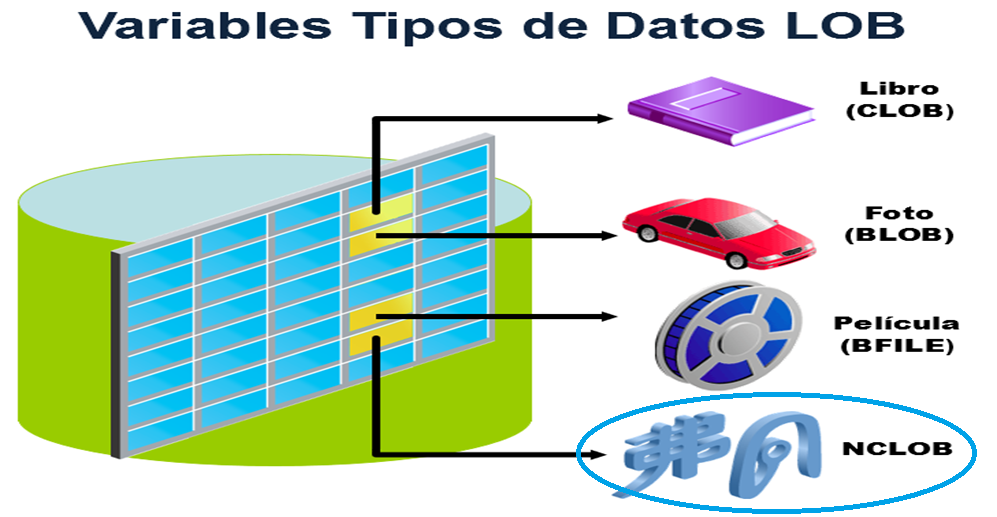 Variables Tipos de Datos LOB
Libro
(CLOB)
Foto
(BLOB)
Película
(BFILE)
NCLOB